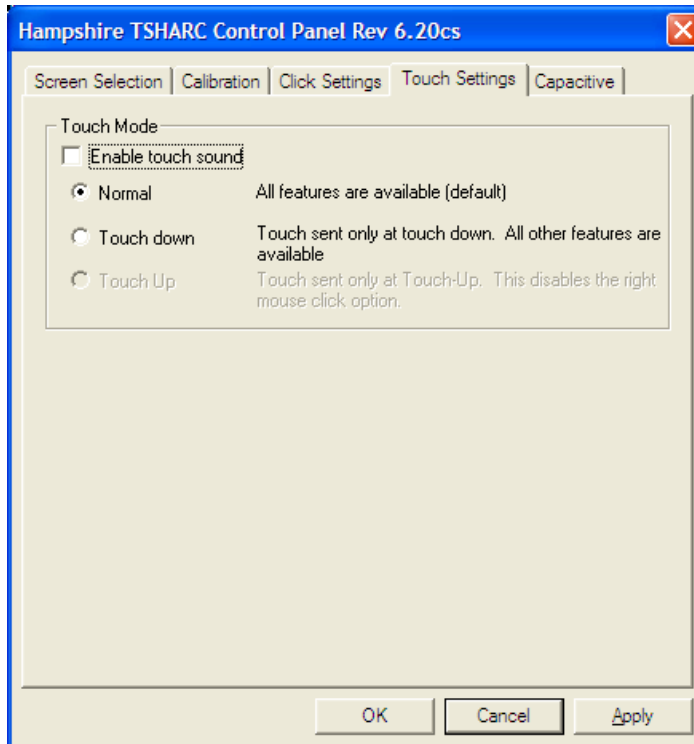 Hampshire TSHARC Control Panel Rev 6.20cs
Screen Selection Calibration Click Settings Touch Settings Capacitive
Touch Mode
Enable touch sound
Normal All features are available (default)
Touch down Touch sent only at touch down. All other features are
available
Touch Up Touch sent only at Touch-Up. This disables the right
mouse click option.
OK Cancel Apply